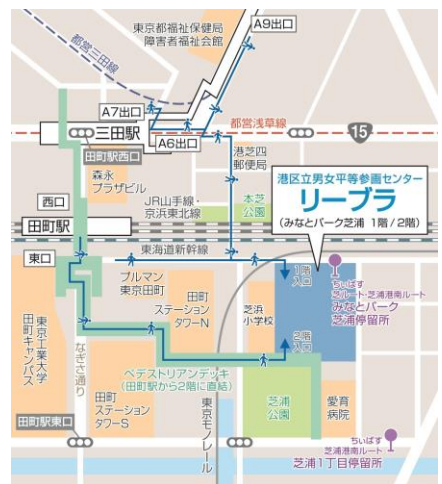 東京都福祉保健局
障害者福祉会館
A9出口
都営三田線
A7出口
都営浅草線
15
三田駅
A6出口
田町駅西口
港芝四
郵便局
森永
プラザビル
JR山手線・
京浜東北線
本芝
公園
港区立男女平等参画センター
リーブラ
(みなとパーク芝浦 1階/2階)
西口
田町駅
東海道新幹線
東口
プルマン
東京田町
田町
ステーション
タワーN
芝浜
小学校
1階
入口
ちぃばす
芝ルート・芝浦港南ルート
みなとパーク
芝浦停留所
2階
入口
東京工業大学
田町キャンパス
なぎさ通り
ペデストリアンデッキ
(田町駅から2階に直結)
田町
ステーション
タワーS
東京モノレール
芝浦
公園
愛育
病院
田町駅東口
ちぃばす
芝浦港南ルート
芝浦1丁目停留所